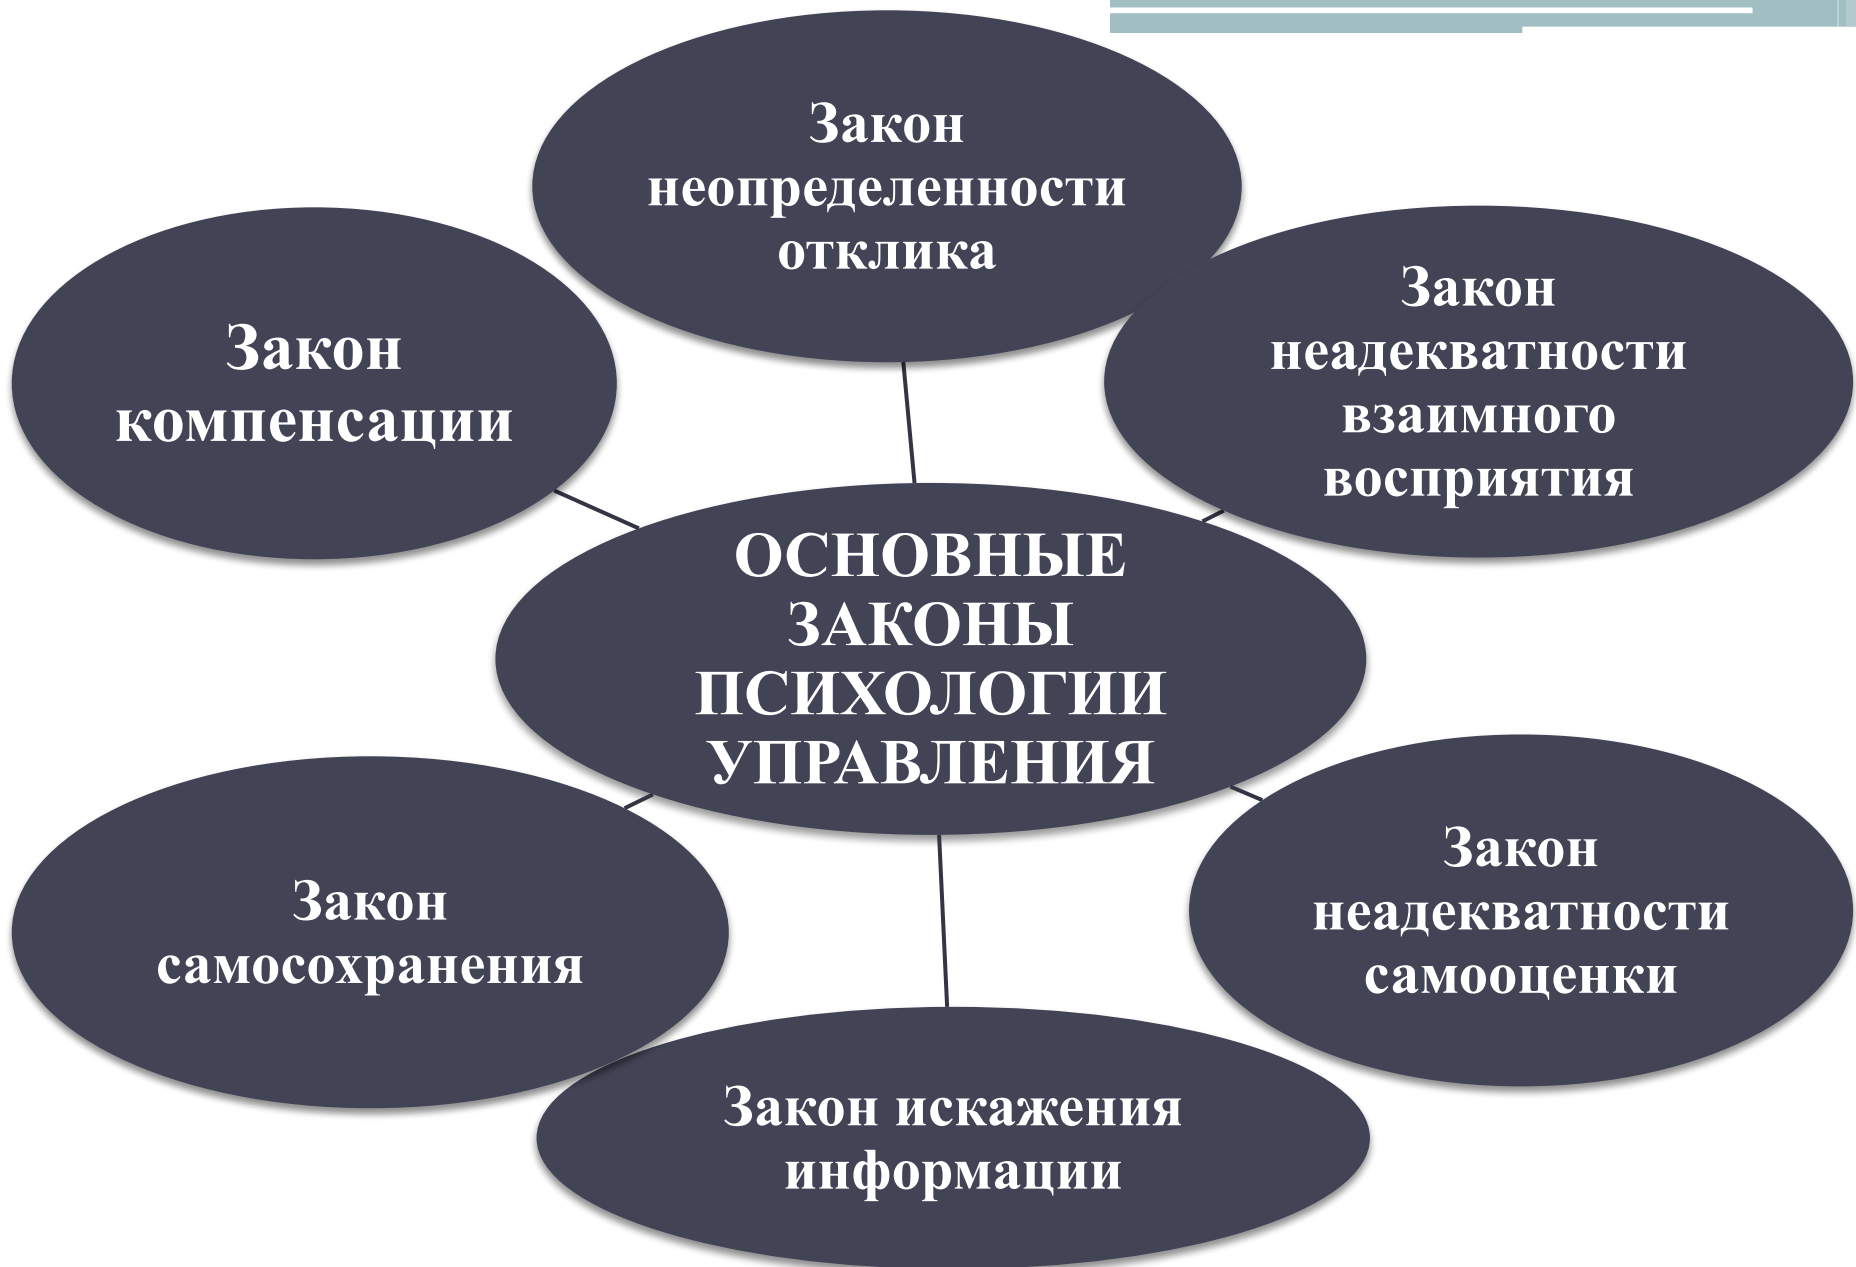 Закон
неопределенности
отклика
Закон
компенсации
Закон
неадекватности
взаимного
восприятия
ОСНОВНЫЕ
ЗАКОНЫ
ПСИХОЛОГИИ
УПРАВЛЕНИЯ
Закон
самосохранения
Закон
неадекватности
самооценки
Закон искажения
информации